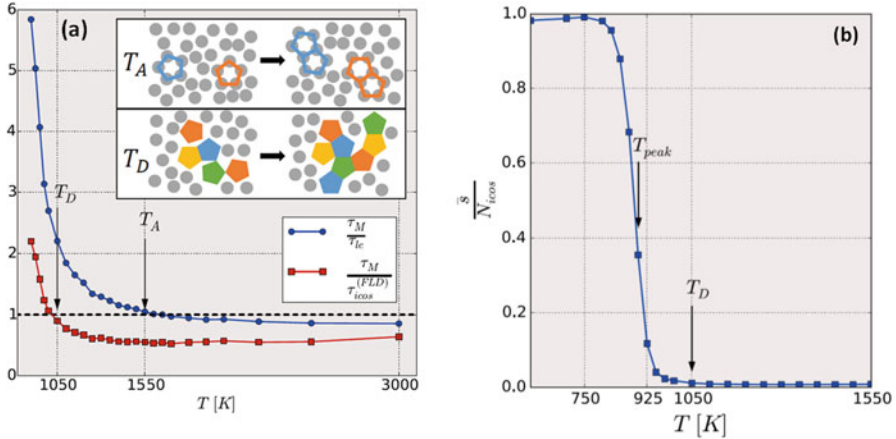 (a)
6
5
4
3
2
1
0
T_A
T_D
T_D
T_A
τ_M / τ_lc
τ_M / τ_icos^(FLD)
1050
1550
3000
T [K]
(b)
1.0
0.8
0.6
0.4
0.2
0.0
s̄ / N_icos
T_peak
T_D
750
925
1050
1550
T [K]